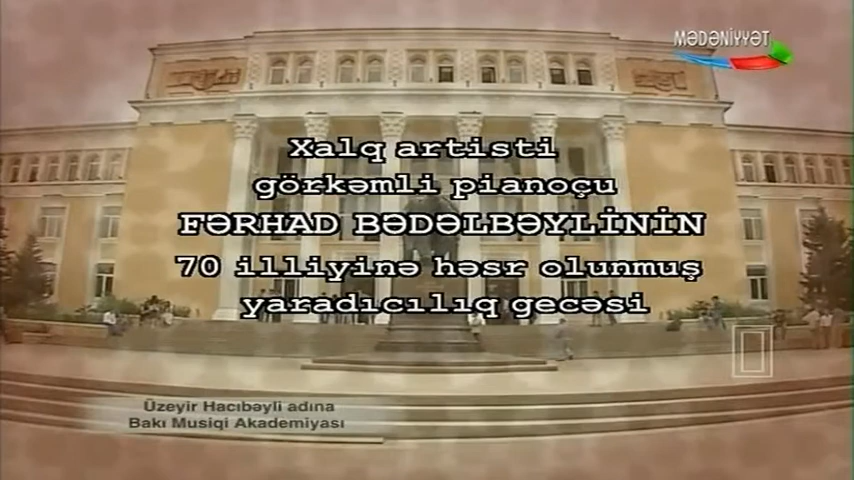 MƏDƏNİYYƏT
Xalq artisti
görkəmli pianoçu
FƏRHAD BƏDƏLBƏYLİNİN
70 illiyinə həsr olunmuş
yaradıcılıq gecəsi
Üzeyir Hacıbəyli adına
Bakı Musiqi Akademiyası